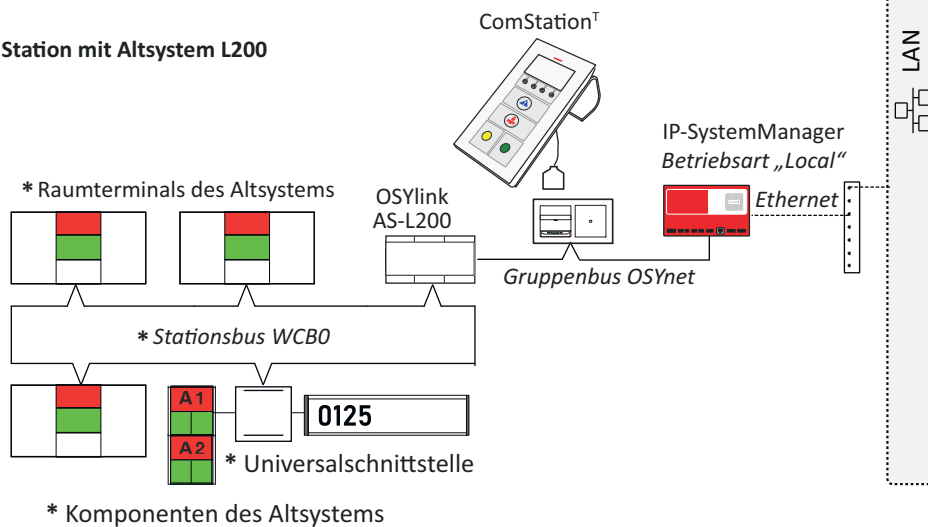 ComStationᵀ
Station mit Altsystem L200
LAN
IP-SystemManager
Betriebsart „Local“
Ethernet
* Raumterminals des Altsystems
OSYlink
AS-L200
Gruppenbus OSYnet
* Stationsbus WCB0
A1
A2
0125
* Universalschnittstelle
* Komponenten des Altsystems